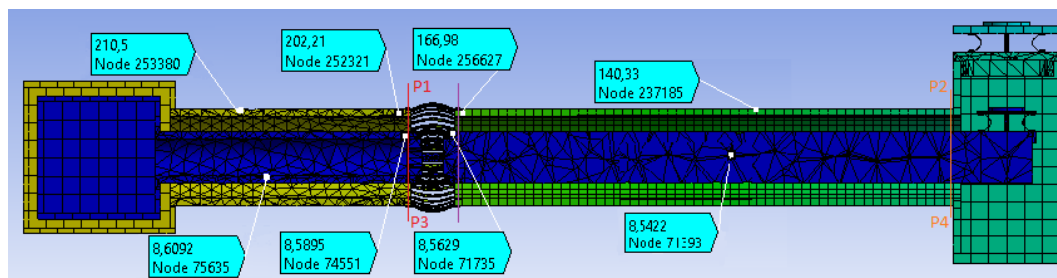 210,5
Node 253380
202,21
Node 252321
166,98
Node 256627
140,33
Node 237185
P1
P2
P3
P4
8,6092
Node 75635
8,5895
Node 74551
8,5629
Node 71735
8,5422